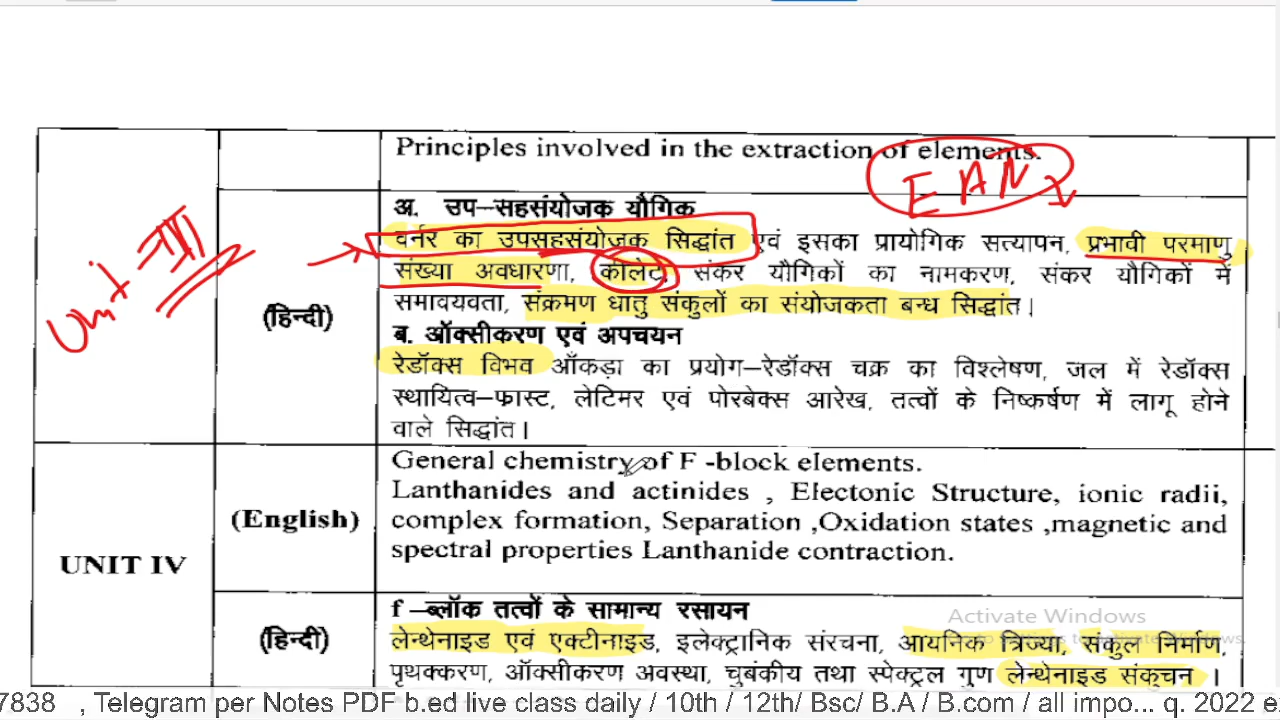 Principles involved in the extraction of elements.
EAN
Unit III
(हिन्दी)
अ. उप–सहसंयोजक यौगिक
वर्नर का उपसहसंयोजक सिद्धांत एवं इसका प्रायोगिक सत्यापन, प्रभावी परमाणु
संख्या अवधारणा, कीलेट, संकर यौगिकों का नामकरण, संकर यौगिकों में
समावयवता, संक्रमण धातु संकुलों का संयोजकता बन्ध सिद्धांत।
ब. ऑक्सीकरण एवं अपचयन
रेडॉक्स विभव आँकड़ा का प्रयोग–रेडॉक्स चक्र का विश्लेषण, जल में रेडॉक्स
स्थायित्व–फ्रास्ट, लेटिमर एवं पोरबेक्स आरेख, तत्वों के निष्कर्षण में लागू होने
वाले सिद्धांत।
UNIT IV
(English)
General chemistry of F -block elements.
Lanthanides and actinides , Electonic Structure, ionic radii,
complex formation, Separation ,Oxidation states ,magnetic and
spectral properties Lanthanide contraction.
(हिन्दी)
f –ब्लॉक तत्वों के सामान्य रसायन
लेन्थेनाइड एवं एक्टीनाइड, इलेक्ट्रानिक संरचना, आयनिक त्रिज्या, संकुल निर्माण,
पृथक्करण, ऑक्सीकरण अवस्था, चुबंकीय तथा स्पेक्ट्रल गुण लेन्थेनाइड संकुचन ।
Activate Windows
7838 , Telegram per Notes PDF b.ed live class daily / 10th / 12th/ Bsc/ B.A / B.com / all impo... q. 2022 e